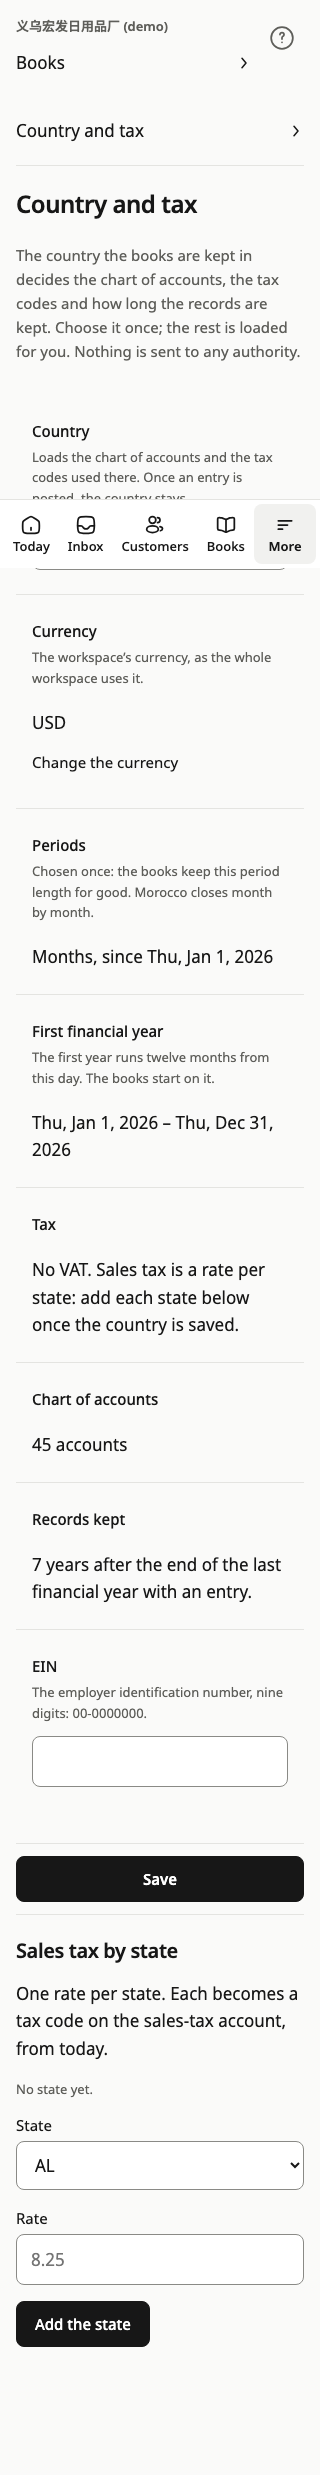 义乌宏发日用品厂 (demo)
Books
Country and tax
Country and tax
The country the books are kept in
decides the chart of accounts, the tax
codes and how long the records are
kept. Choose it once; the rest is loaded
for you. Nothing is sent to any authority.
Country
Loads the chart of accounts and the tax
codes used there. Once an entry is
posted, the country stays.
Today
Inbox
Customers
Books
More
Currency
The workspace’s currency, as the whole
workspace uses it.
USD
Change the currency
Periods
Chosen once: the books keep this period
length for good. Morocco closes month
by month.
Months, since Thu, Jan 1, 2026
First financial year
The first year runs twelve months from
this day. The books start on it.
Thu, Jan 1, 2026 – Thu, Dec 31,
2026
Tax
No VAT. Sales tax is a rate per
state: add each state below
once the country is saved.
Chart of accounts
45 accounts
Records kept
7 years after the end of the last
financial year with an entry.
EIN
The employer identification number, nine
digits: 00-0000000.
Save
Sales tax by state
One rate per state. Each becomes a
tax code on the sales-tax account,
from today.
No state yet.
State
AL
Rate
8.25
Add the state